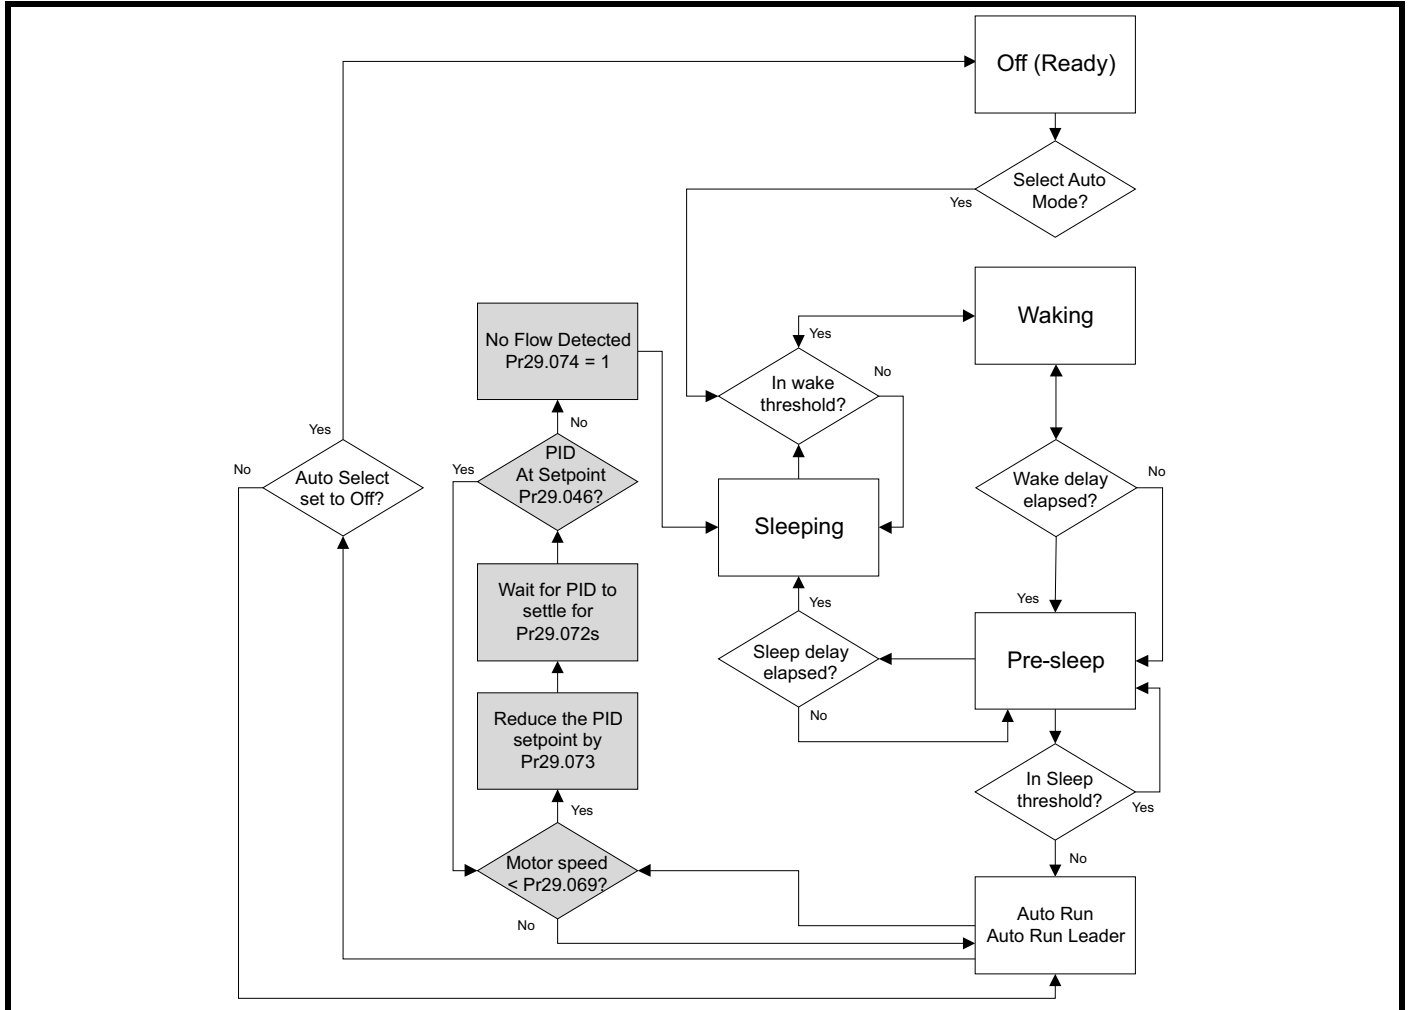 Off (Ready)
Select Auto
Mode?
Yes
Waking
No Flow Detected
Pr29.074 = 1
Yes
In wake
threshold?
No
No
PID
At Setpoint
Pr29.046?
Yes
Yes
No
Auto Select
set to Off?
Wake delay
elapsed?
No
Sleeping
Wait for PID to
settle for
Pr29.072s
Yes
Yes
Sleep delay
elapsed?
No
Pre-sleep
Reduce the PID
setpoint by
Pr29.073
In Sleep
threshold?
Yes
Yes
Motor speed
< Pr29.069?
No
No
Auto Run
Auto Run Leader